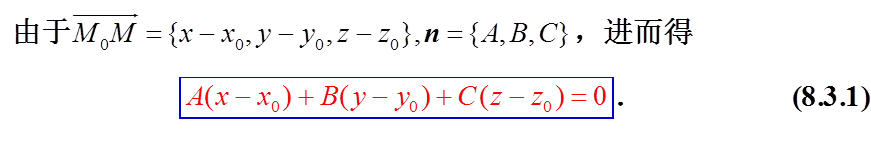 由于$\overrightarrow{M_0M}=\{x-x_0,y-y_0,z-z_0\},\boldsymbol{n}=\{A,B,C\}$，进而得
$A(x-x_0)+B(y-y_0)+C(z-z_0)=0$. (8.3.1)